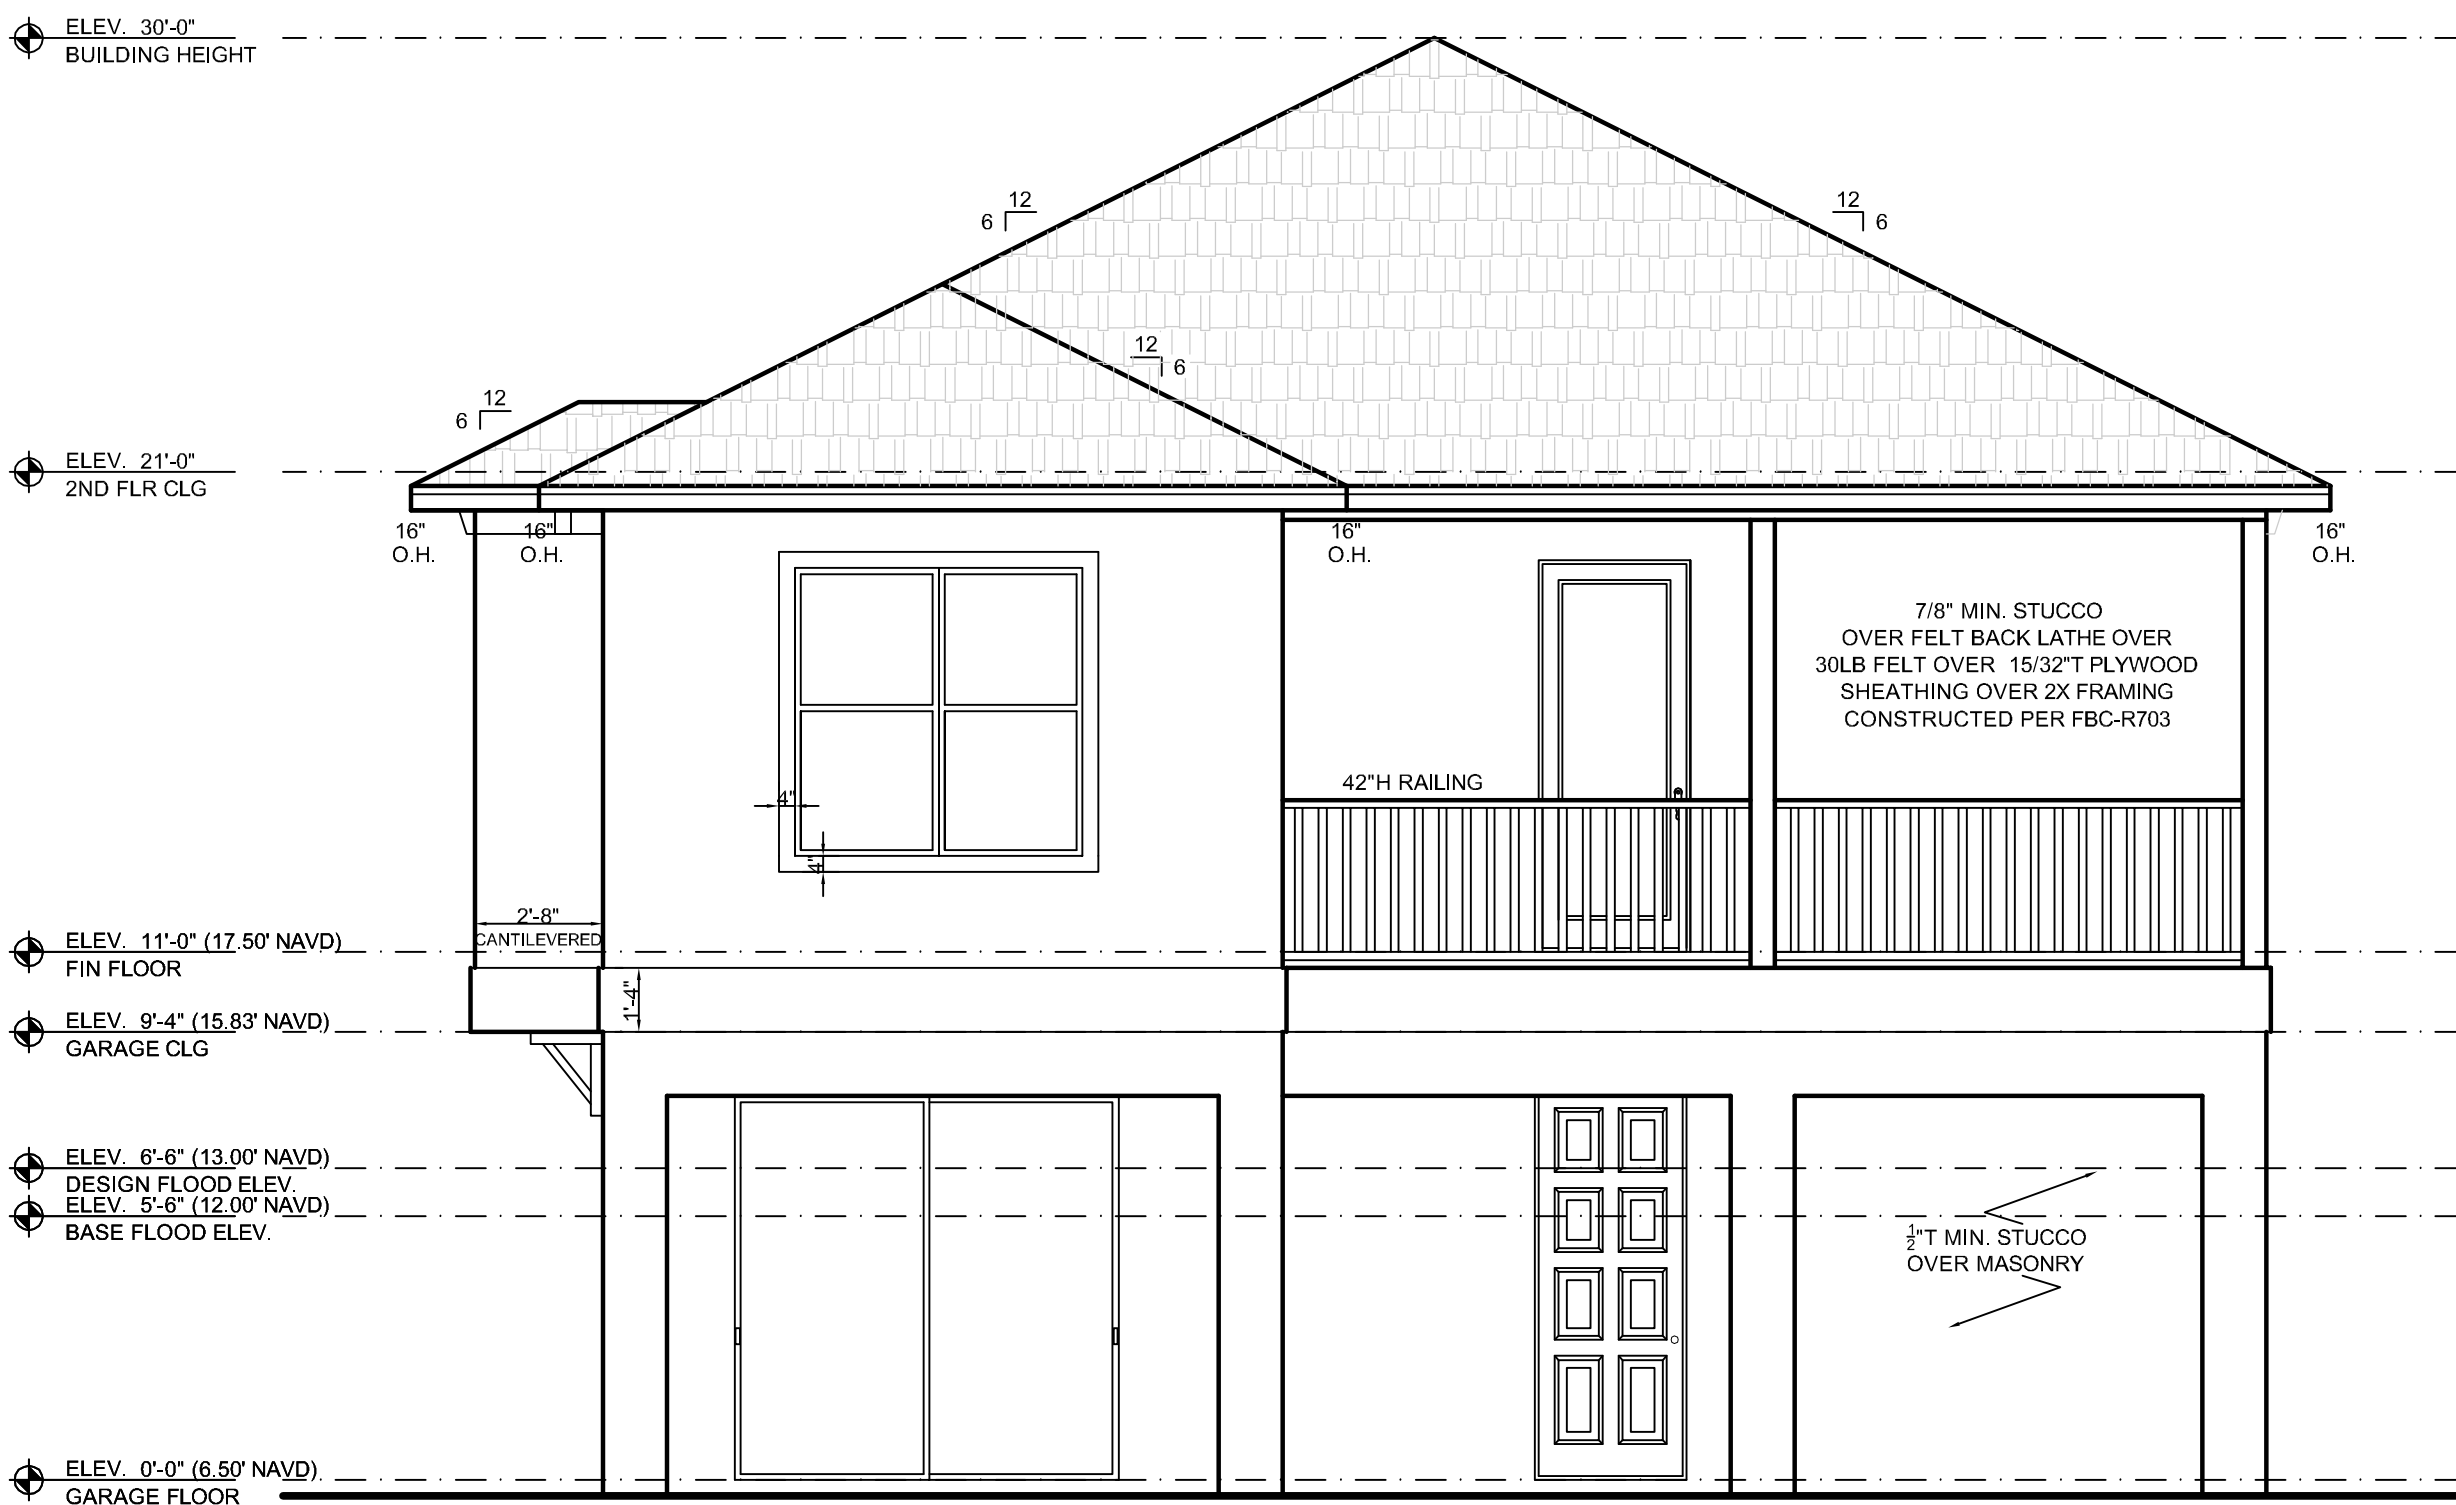 ELEV. 30'-0"
BUILDING HEIGHT
12
6
12
6
12
6
12
6
ELEV. 21'-0"
2ND FLR CLG
16"
O.H.
16"
O.H.
16"
O.H.
16"
O.H.
7/8" MIN. STUCCO
OVER FELT BACK LATHE OVER
30LB FELT OVER 15/32"T PLYWOOD
SHEATHING OVER 2X FRAMING
CONSTRUCTED PER FBC-R703
42"H RAILING
4"
4"
2'-8"
CANTILEVERED
ELEV. 11'-0" (17.50' NAVD)
FIN FLOOR
1'-4"
ELEV. 9'-4" (15.83' NAVD)
GARAGE CLG
ELEV. 6'-6" (13.00' NAVD)
DESIGN FLOOD ELEV.
ELEV. 5'-6" (12.00' NAVD)
BASE FLOOD ELEV.
½"T MIN. STUCCO
OVER MASONRY
ELEV. 0'-0" (6.50' NAVD)
GARAGE FLOOR